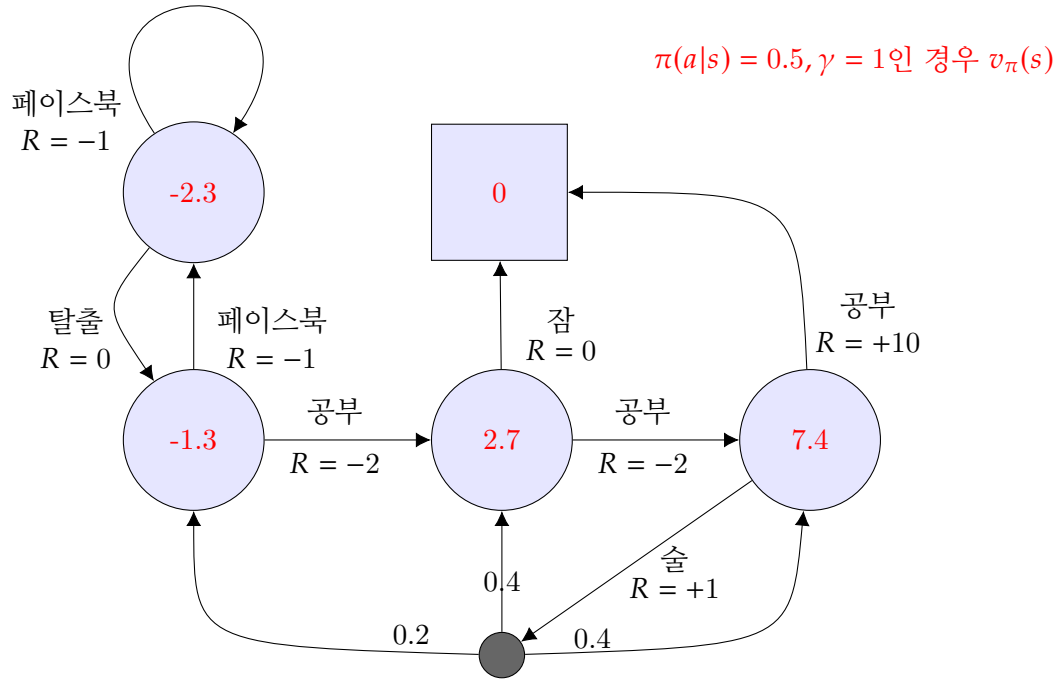 π(a|s) = 0.5, γ = 1인 경우 vπ(s)
페이스북
R = −1
-2.3
0
탈출
R = 0
페이스북
R = −1
잠
R = 0
공부
R = +10
-1.3
공부
R = −2
2.7
공부
R = −2
7.4
술
R = +1
0.4
0.2
0.4